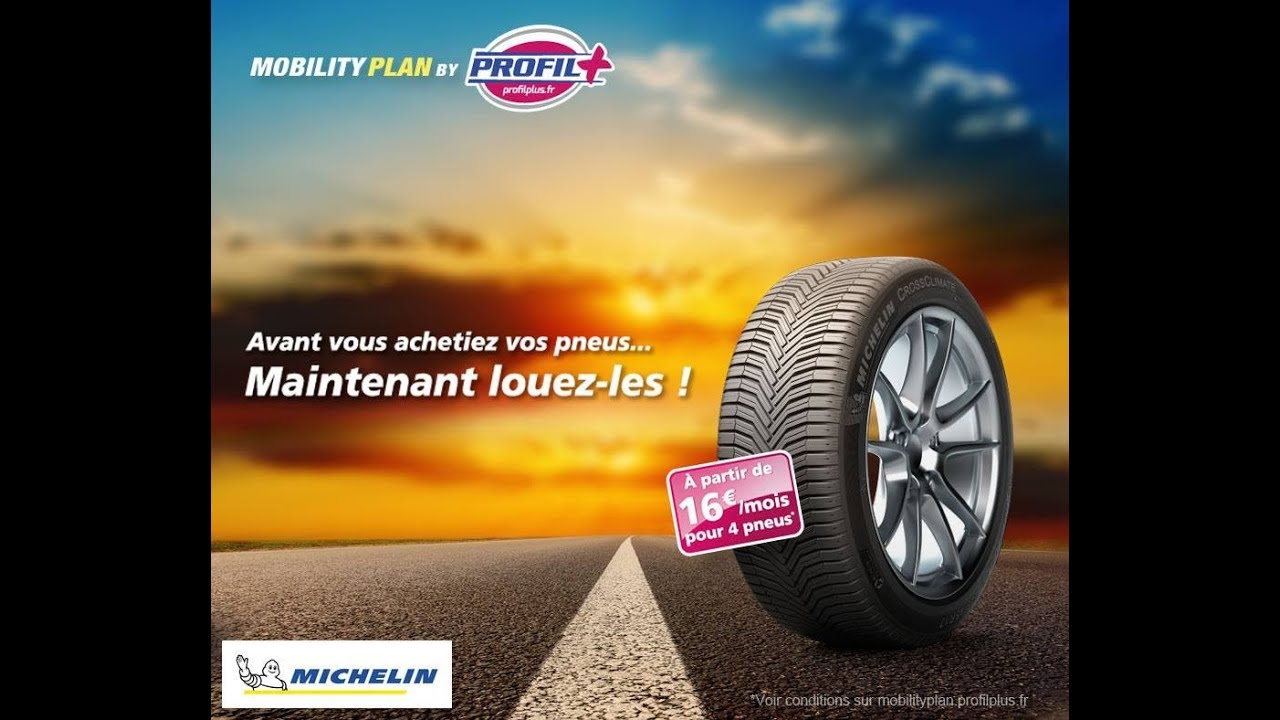 MOBILITY PLAN BY PROFIL+
profilplus.fr
Avant vous achetiez vos pneus...
Maintenant louez-les !
MICHELIN CROSSCLIMATE
À partir de
16€/mois
pour 4 pneus*
MICHELIN
*Voir conditions sur mobilityplan.profilplus.fr